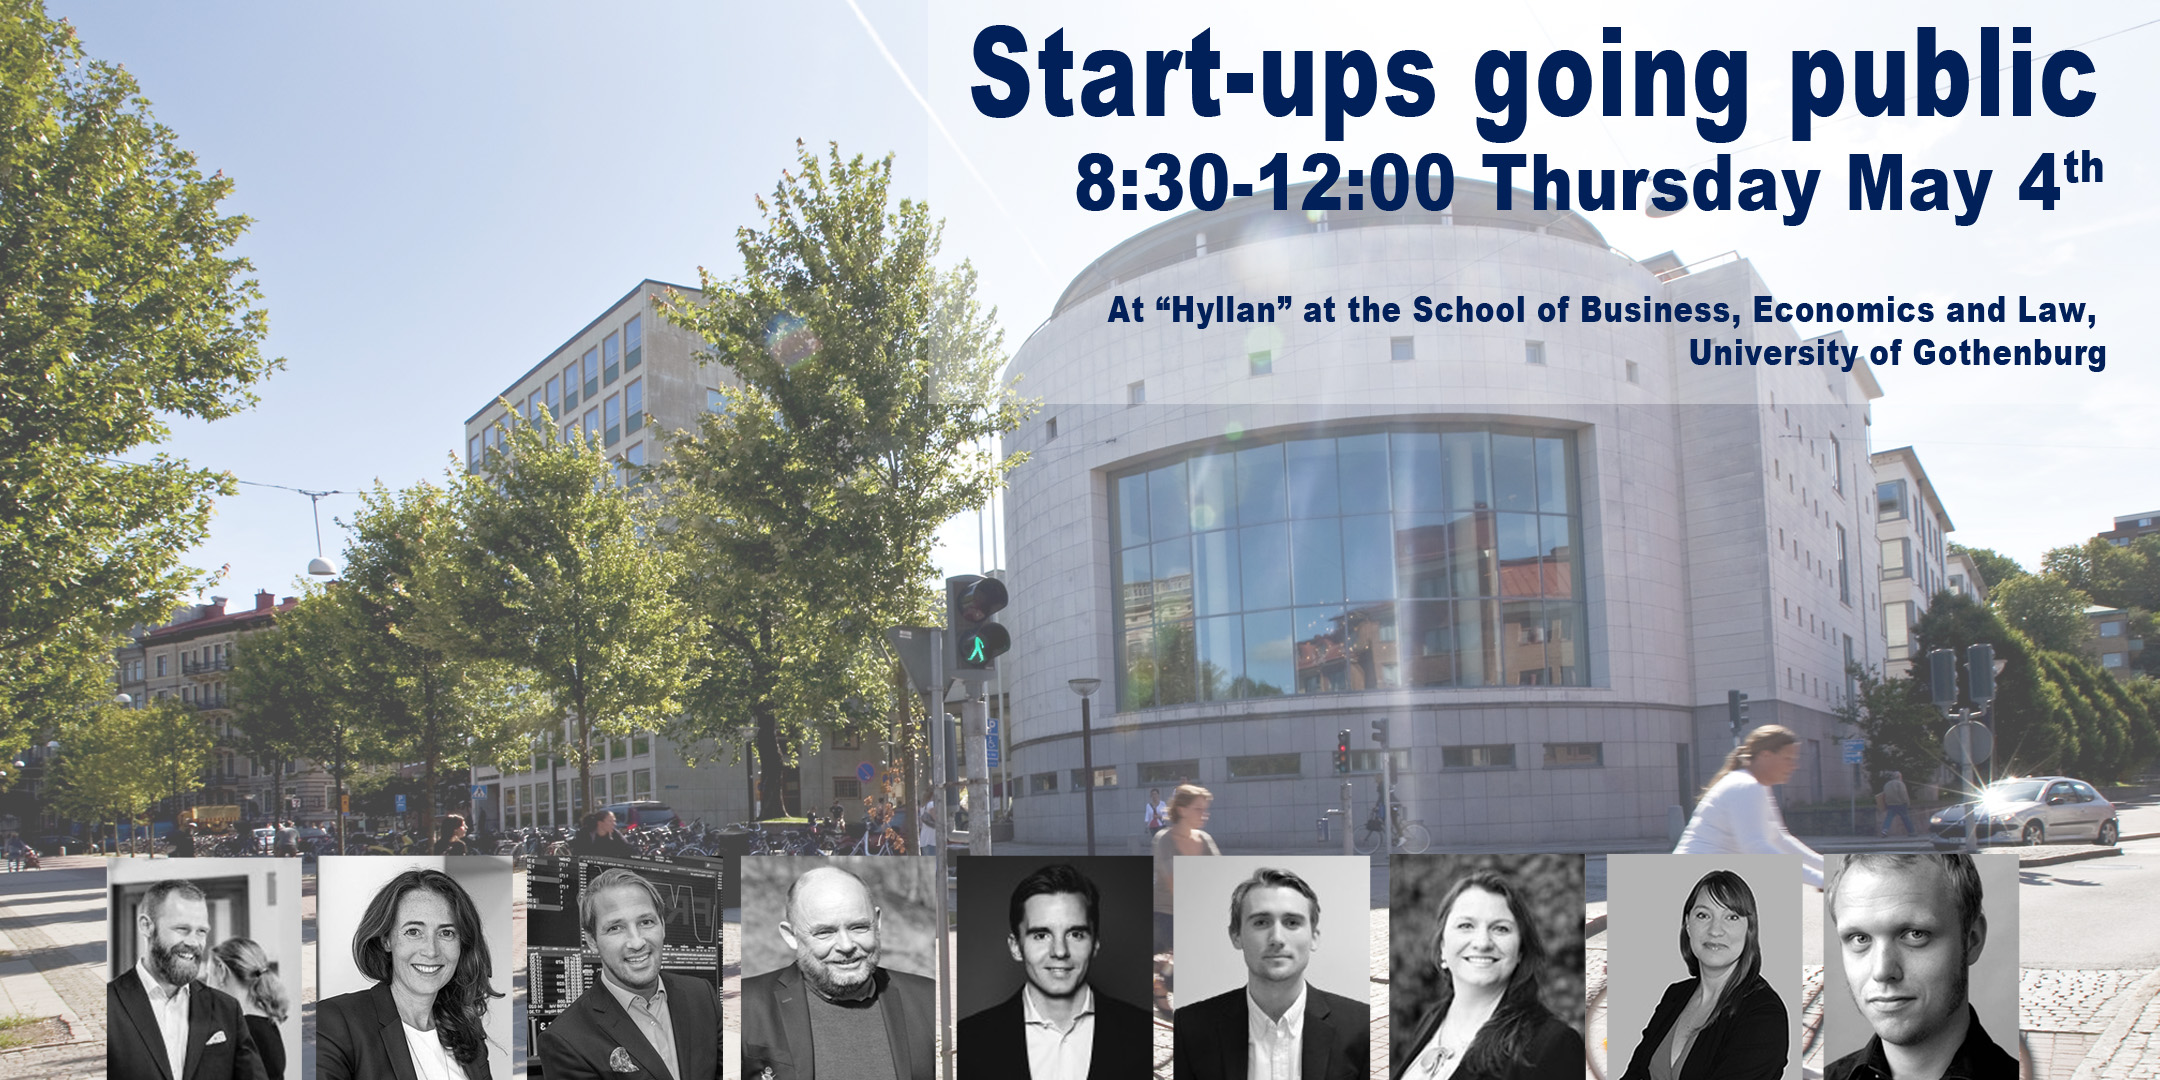 Start-ups going public
8:30-12:00 Thursday May 4th
At “Hyllan” at the School of Business, Economics and Law,
University of Gothenburg